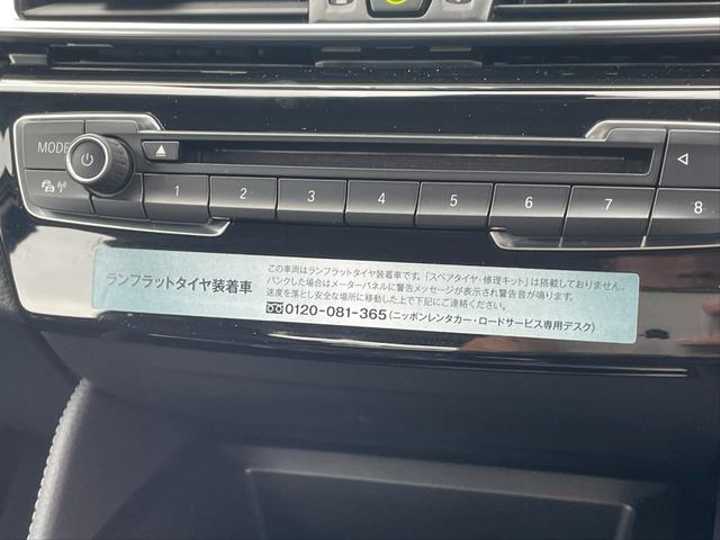 MODE
1 2 3 4 5 6 7 8
ランフラットタイヤ装着車
この車両はランフラットタイヤ装着車です。「スペアタイヤ・修理キット」は搭載しておりません。
パンクした場合はメーターパネルに警告メッセージが表示され警告音が鳴ります。
速度を落とし安全な場所に移動した上で下記にご連絡ください。
0120-081-365(ニッポンレンタカー・ロードサービス専用デスク)